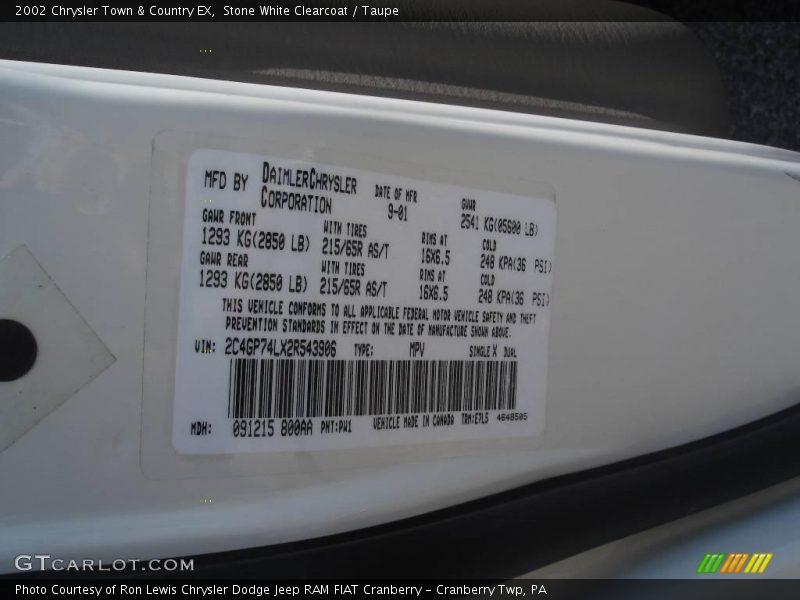 2002 Chrysler Town & Country EX, Stone White Clearcoat / Taupe
MFD BY DAIMLERCHRYSLER CORPORATION DATE OF MFR 9-01 GVWR 2541 KG(05600 LB)
GAWR FRONT WITH TIRES RIMS AT COLD
1293 KG(2850 LB) 215/65R AS/T 16X6.5 248 KPA(36 PSI)
GAWR REAR WITH TIRES RIMS AT COLD
1293 KG(2850 LB) 215/65R AS/T 16X6.5 248 KPA(36 PSI)
THIS VEHICLE CONFORMS TO ALL APPLICABLE FEDERAL MOTOR VEHICLE SAFETY AND THEFT
PREVENTION STANDARDS IN EFFECT ON THE DATE OF MANUFACTURE SHOWN ABOVE.
VIN: 2C4GP74LX2R543906 TYPE: MPV SINGLE X DUAL
MDH: 091215 800AA PNT:PW1 VEHICLE MADE IN CANADA TRM:E7L5 4648505
GTCARLOT.COM
Photo Courtesy of Ron Lewis Chrysler Dodge Jeep RAM FIAT Cranberry – Cranberry Twp, PA